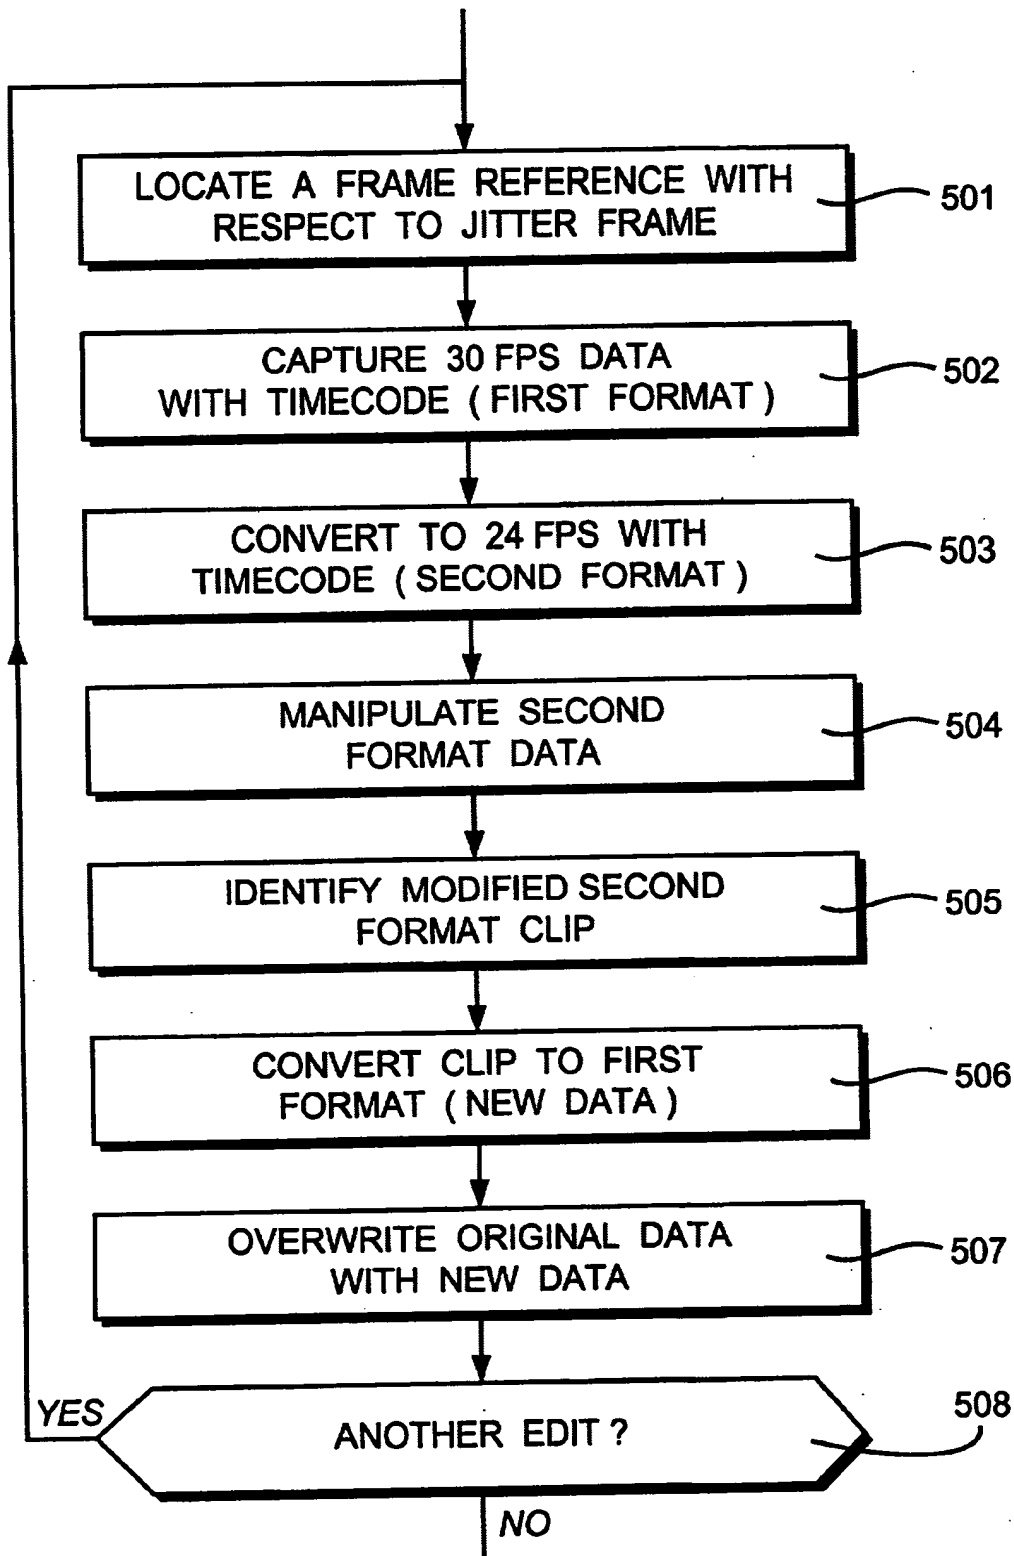 LOCATE A FRAME REFERENCE WITH
RESPECT TO JITTER FRAME
501
CAPTURE 30 FPS DATA
WITH TIMECODE ( FIRST FORMAT )
502
CONVERT TO 24 FPS WITH
TIMECODE ( SECOND FORMAT )
503
MANIPULATE SECOND
FORMAT DATA
504
IDENTIFY MODIFIED SECOND
FORMAT CLIP
505
CONVERT CLIP TO FIRST
FORMAT ( NEW DATA )
506
OVERWRITE ORIGINAL DATA
WITH NEW DATA
507
YES
ANOTHER EDIT ?
508
NO